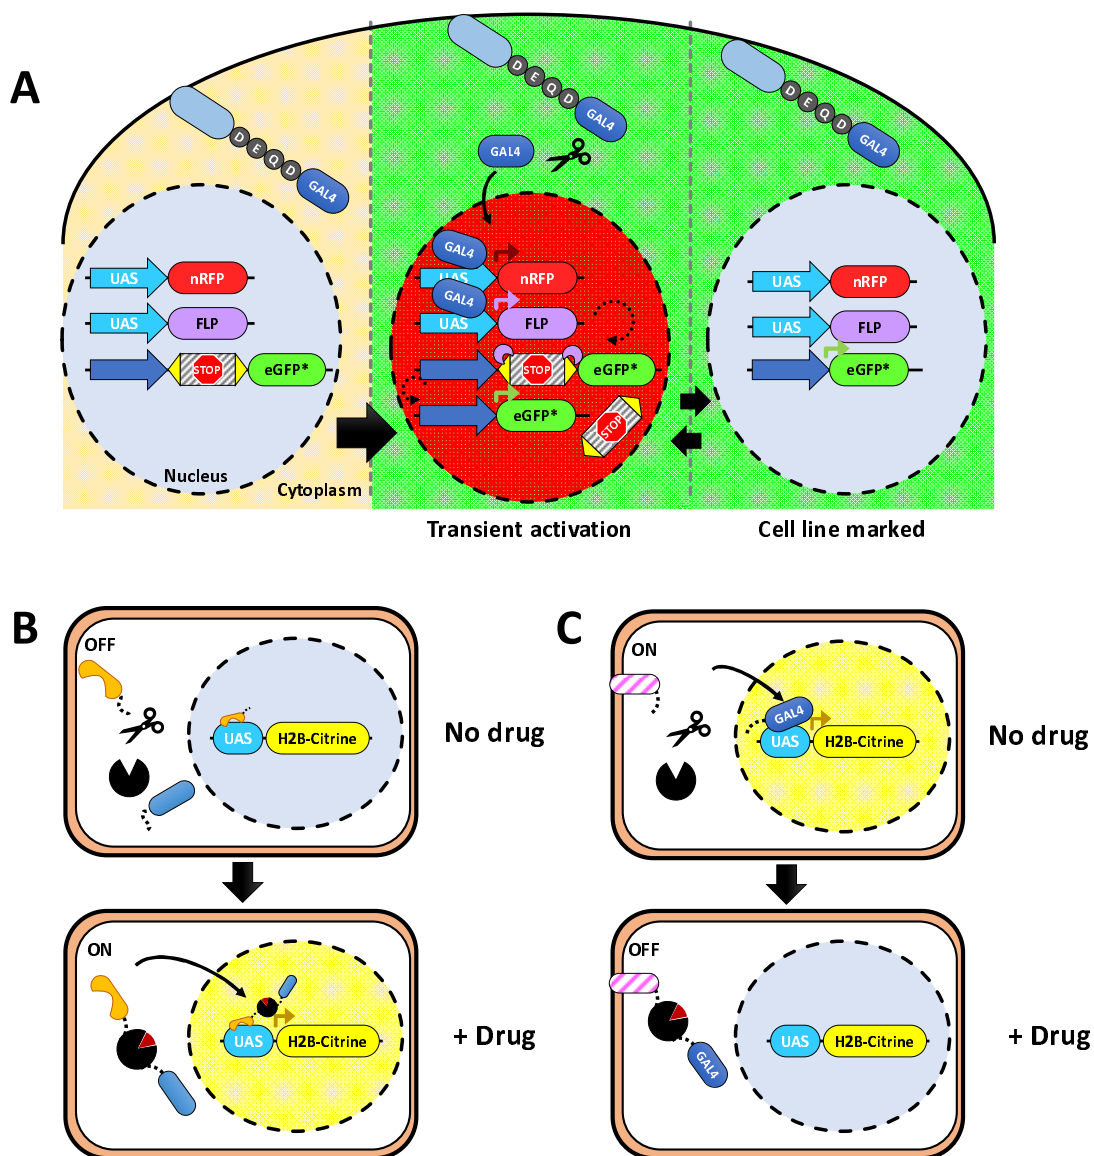 A
D E Q D GAL4
UAS nRFP
UAS FLP
STOP eGFP*
Nucleus
Cytoplasm
D E Q D GAL4
GAL4
GAL4
UAS nRFP
GAL4
UAS FLP
STOP eGFP*
eGFP*
STOP
Transient activation
D E Q D GAL4
UAS nRFP
UAS FLP
eGFP*
Cell line marked
B
OFF
UAS H2B-Citrine
No drug
ON
UAS H2B-Citrine
+ Drug
C
ON
GAL4
UAS H2B-Citrine
No drug
OFF
GAL4
UAS H2B-Citrine
+ Drug